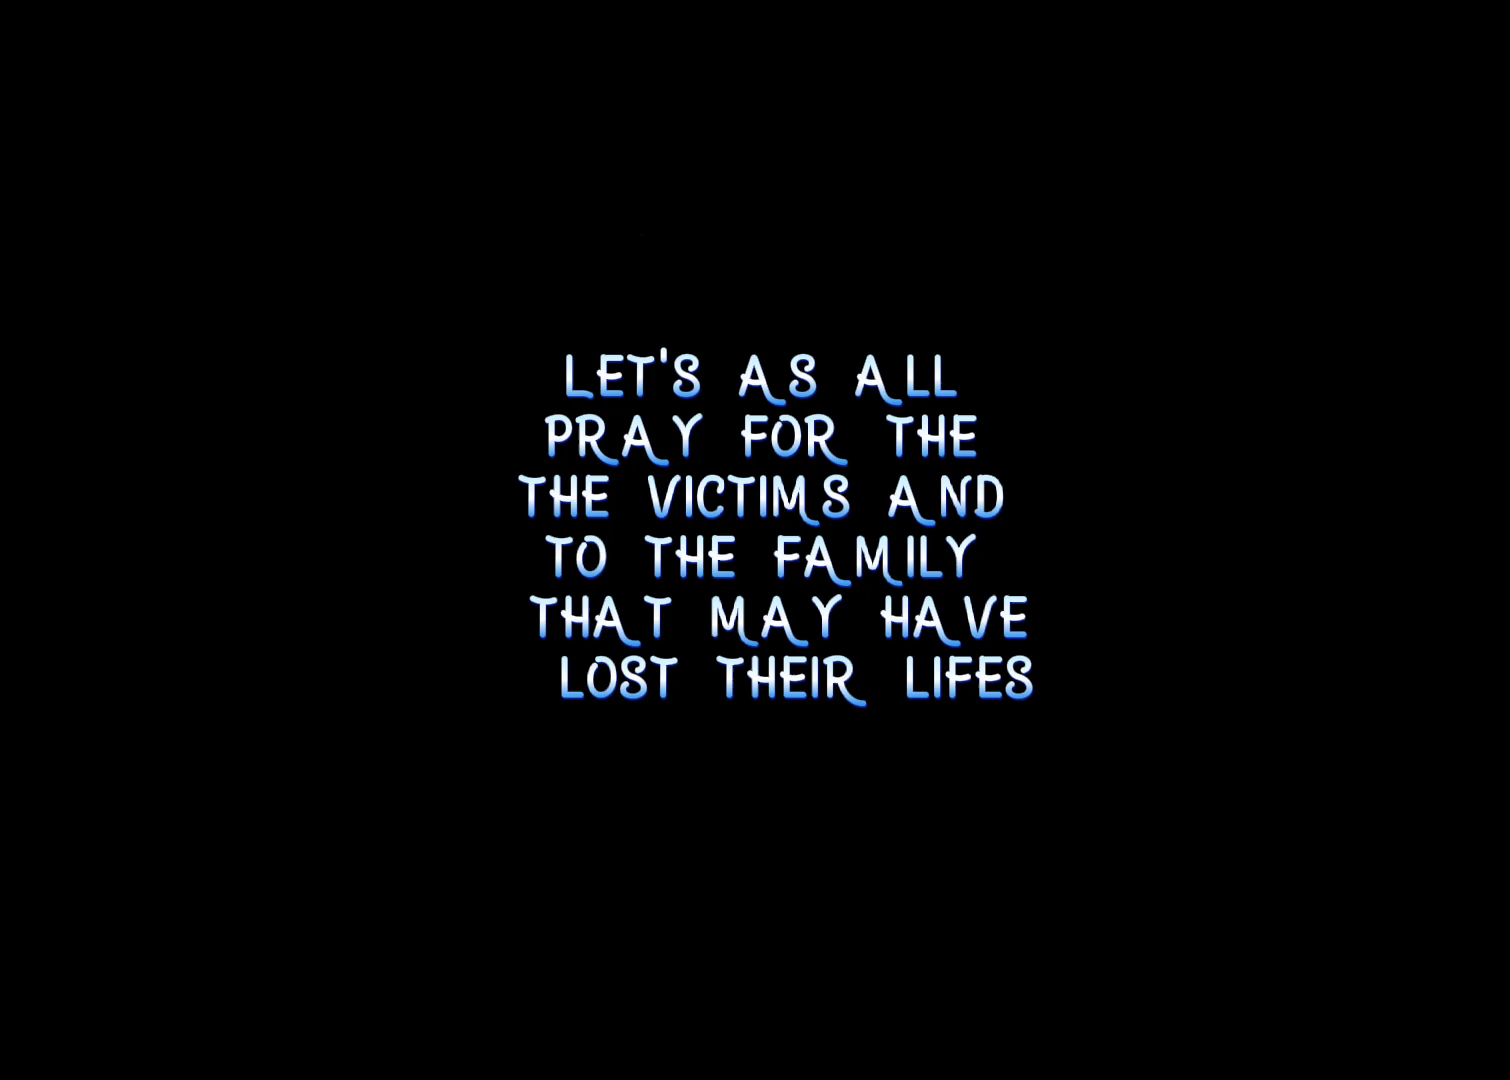 LET'S AS ALL
PRAY FOR THE
THE VICTIMS AND
TO THE FAMILY
THAT MAY HAVE
LOST THEIR LIFES